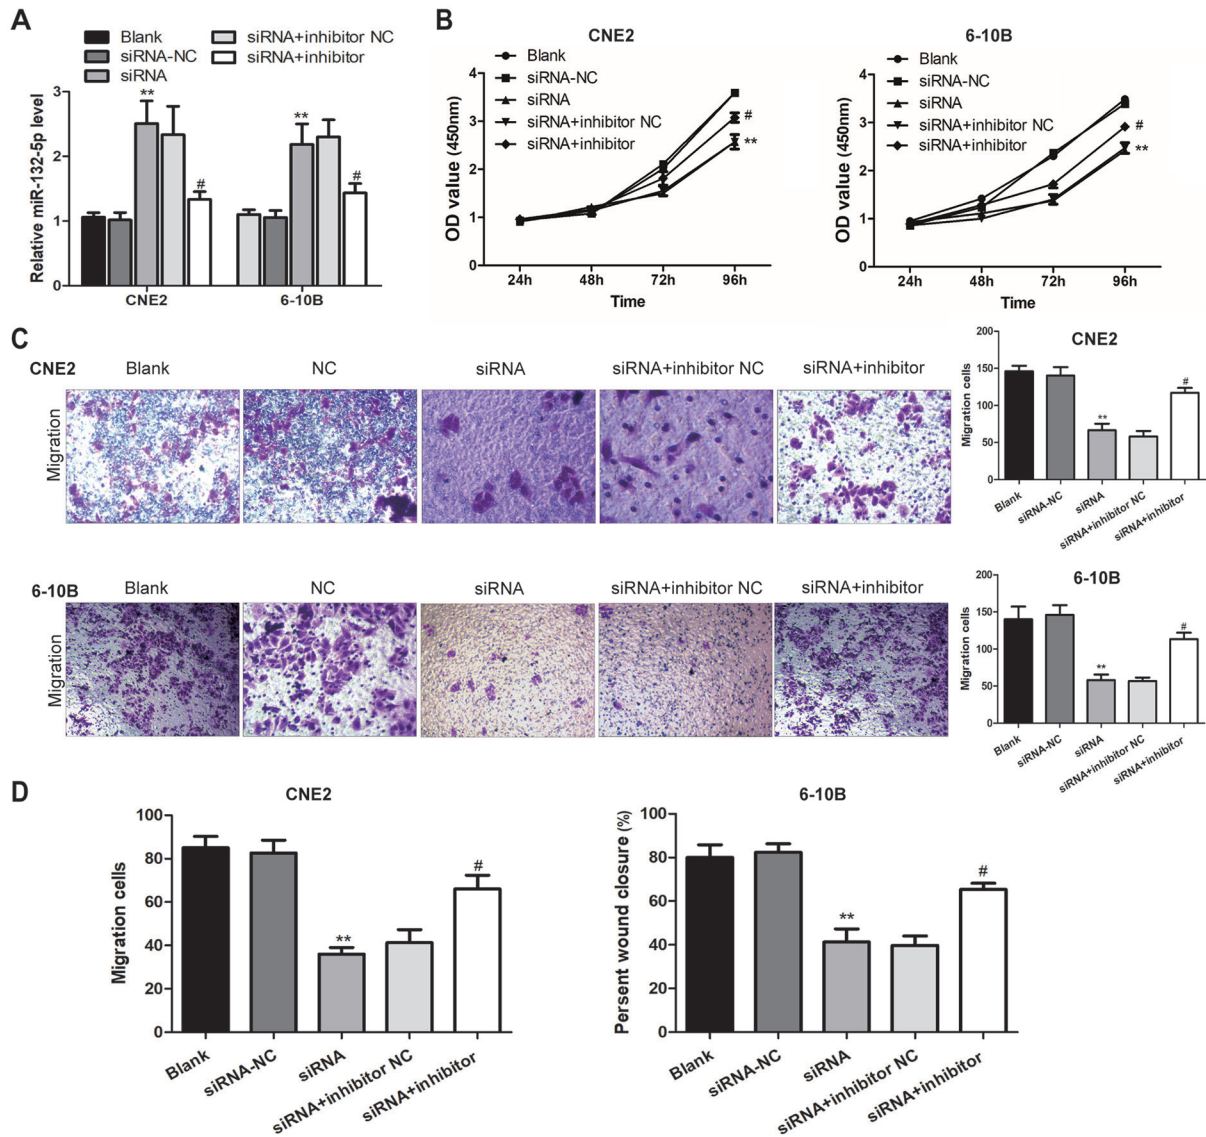 A
Blank
siRNA-NC
siRNA
siRNA+inhibitor NC
siRNA+inhibitor
Relative miR-132-5p level
3
2
1
0
**
#
**
#
CNE2
6-10B
B
CNE2
Blank
siRNA-NC
siRNA
siRNA+inhibitor NC
siRNA+inhibitor
OD value (450nm)
4
3
2
1
0
#
**
24h
48h
72h
96h
Time
6-10B
Blank
siRNA-NC
siRNA
siRNA+inhibitor NC
siRNA+inhibitor
OD value (450nm)
4
3
2
1
0
#
**
24h
48h
72h
96h
Time
C
CNE2
Blank
NC
siRNA
siRNA+inhibitor NC
siRNA+inhibitor
Migration
CNE2
Migration cells
200
150
100
50
0
**
#
Blank
siRNA-NC
siRNA
siRNA+inhibitor NC
siRNA+inhibitor
6-10B
Blank
NC
siRNA
siRNA+inhibitor NC
siRNA+inhibitor
Migration
6-10B
Migration cells
200
150
100
50
0
**
#
Blank
siRNA-NC
siRNA
siRNA+inhibitor NC
siRNA+inhibitor
D
CNE2
Migration cells
100
80
60
40
20
0
**
#
Blank
siRNA-NC
siRNA
siRNA+inhibitor NC
siRNA+inhibitor
6-10B
Persent wound closure (%)
100
80
60
40
20
0
**
#
Blank
siRNA-NC
siRNA
siRNA+inhibitor NC
siRNA+inhibitor